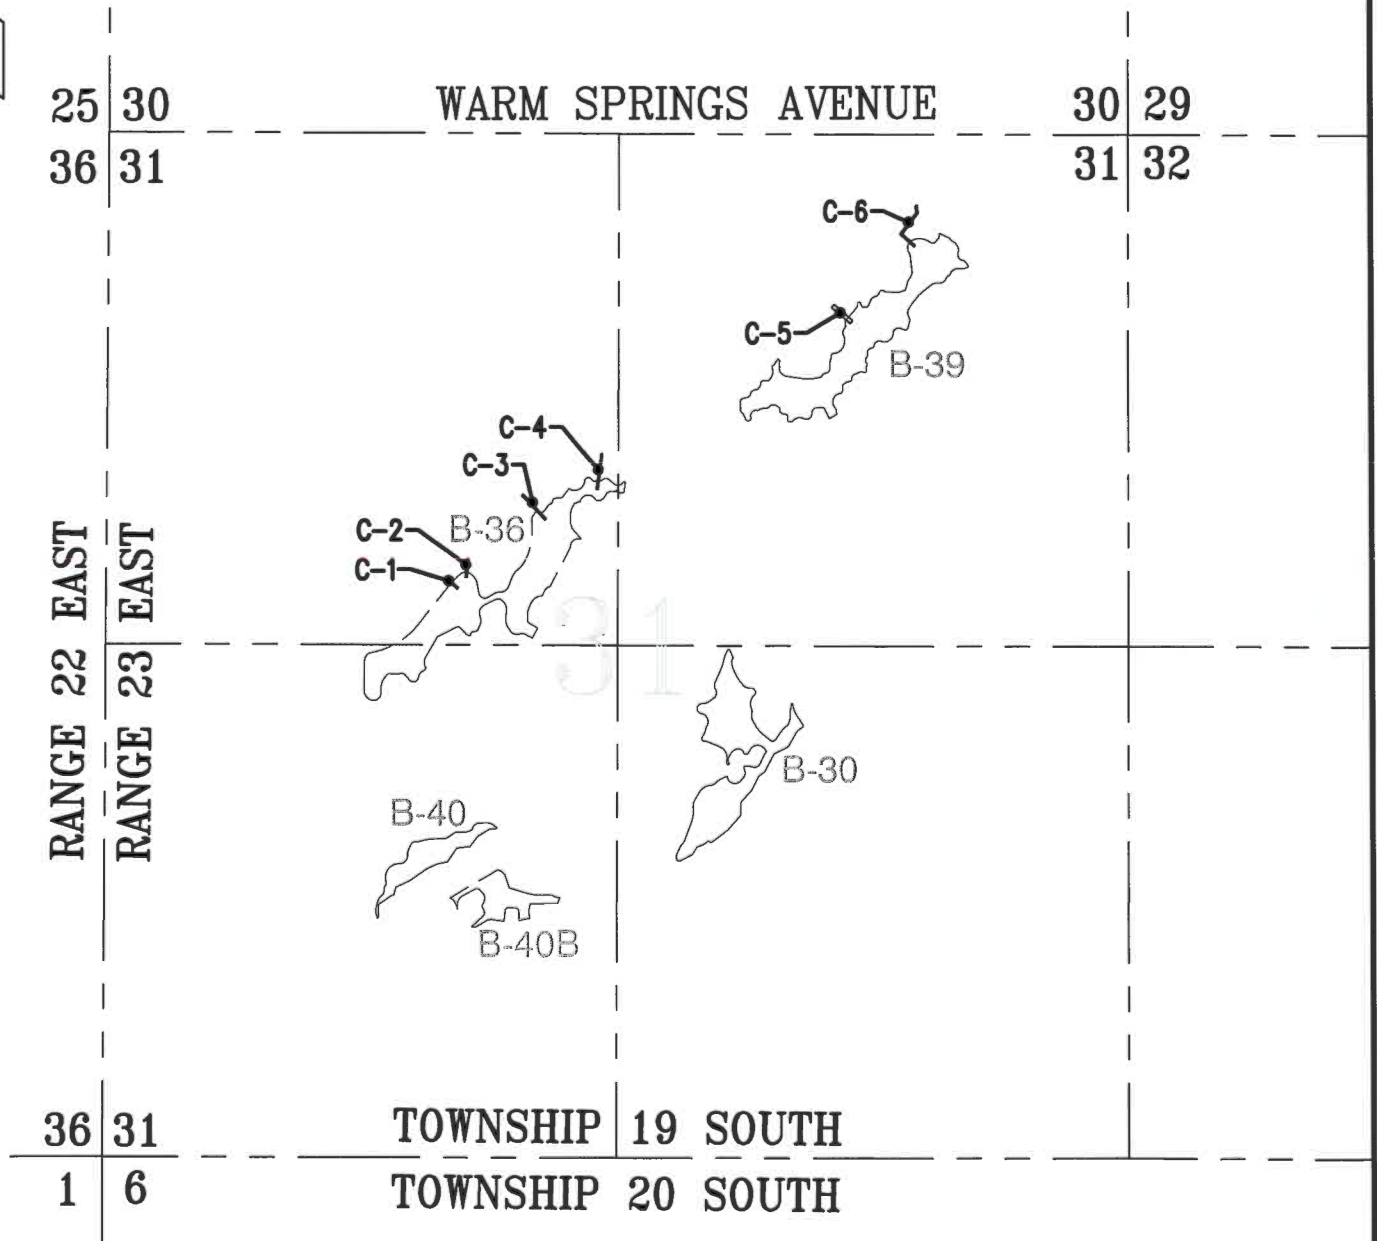 25 30 WARM SPRINGS AVENUE 30 29
36 31 31 32
C-6
C-5
B-39
C-4
C-3
C-2 B-36
C-1
31
RANGE 22 EAST
RANGE 23 EAST
B-30
B-40
B-40B
36 31 TOWNSHIP 19 SOUTH
1 6 TOWNSHIP 20 SOUTH